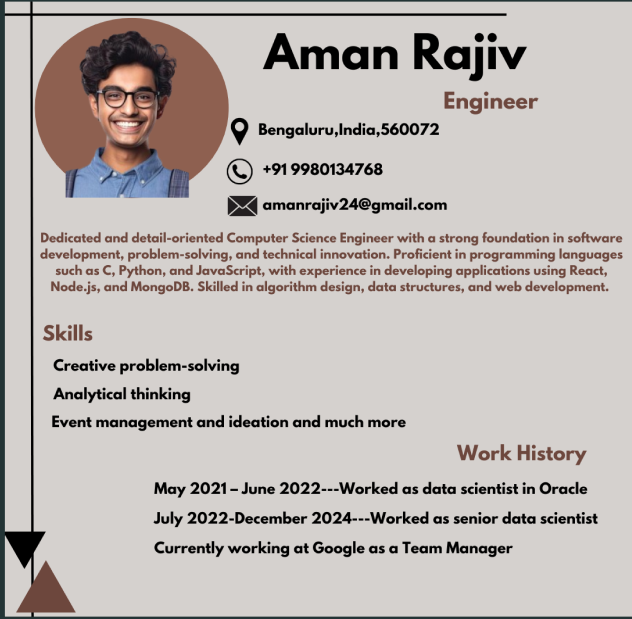 Aman Rajiv
Engineer
Bengaluru,India,560072
+91 9980134768
amanrajiv24@gmail.com
Dedicated and detail-oriented Computer Science Engineer with a strong foundation in software
development, problem-solving, and technical innovation. Proficient in programming languages
such as C, Python, and JavaScript, with experience in developing applications using React,
Node.js, and MongoDB. Skilled in algorithm design, data structures, and web development.
Skills
Creative problem-solving
Analytical thinking
Event management and ideation and much more
Work History
May 2021 – June 2022---Worked as data scientist in Oracle
July 2022-December 2024---Worked as senior data scientist
Currently working at Google as a Team Manager